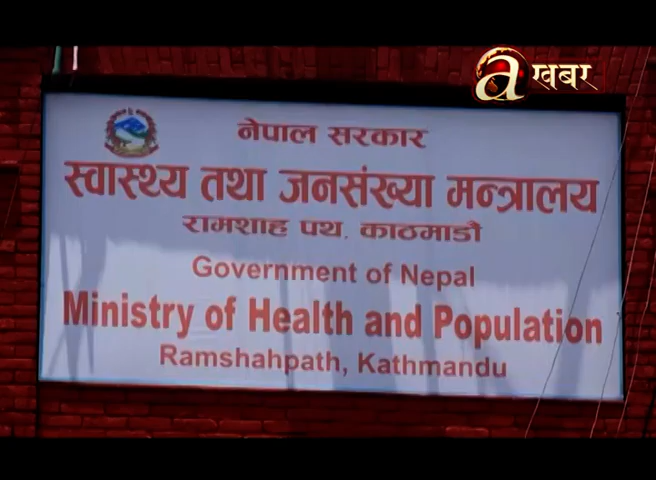 a खबर
नेपाल सरकार
स्वास्थ्य तथा जनसंख्या मन्त्रालय
रामशाह पथ, काठमाडौं
Government of Nepal
Ministry of Health and Population
Ramshahpath, Kathmandu